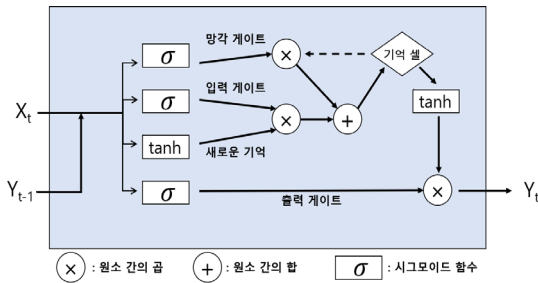 망각 게이트
σ
×
기억 셀
입력 게이트
σ
×
+
tanh
X_t
tanh
새로운 기억
Y_t-1
σ
출력 게이트
×
Y_t
× : 원소 간의 곱
+ : 원소 간의 합
σ : 시그모이드 함수